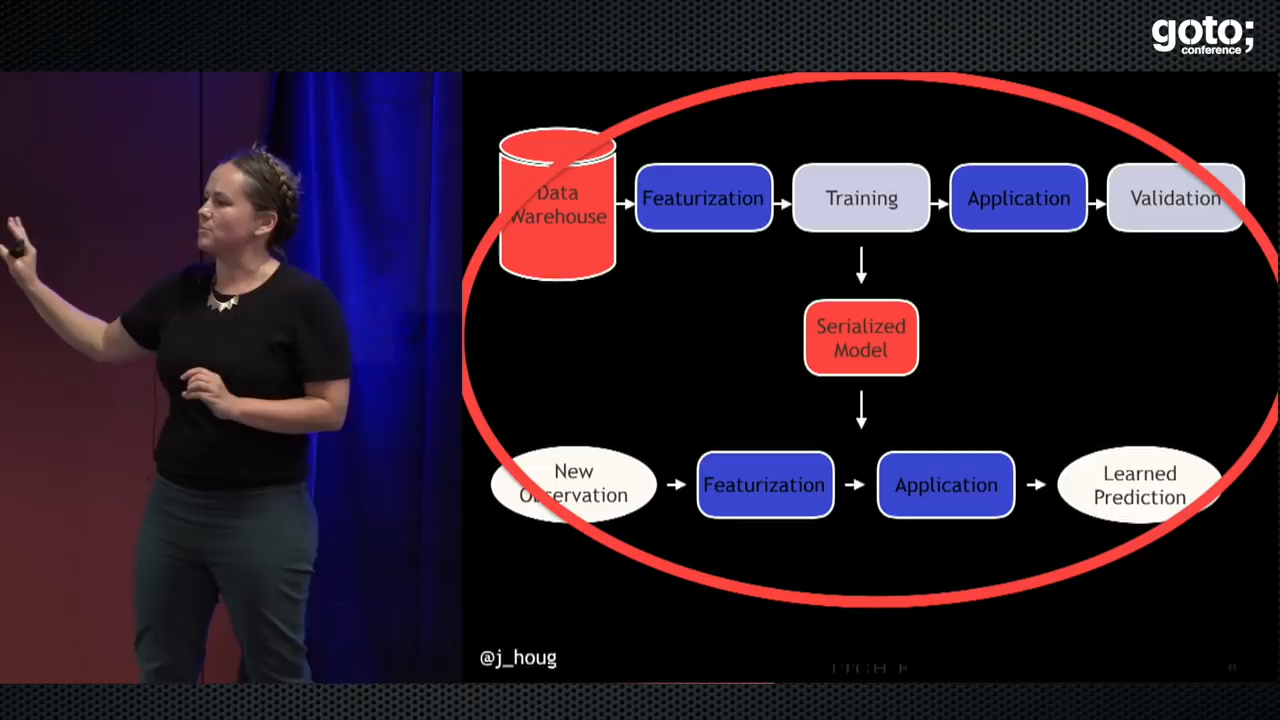 goto;
conference
Data
Warehouse
Featurization
Training
Application
Validation
Serialized
Model
New
Observation
Featurization
Application
Learned
Prediction
@j_houg